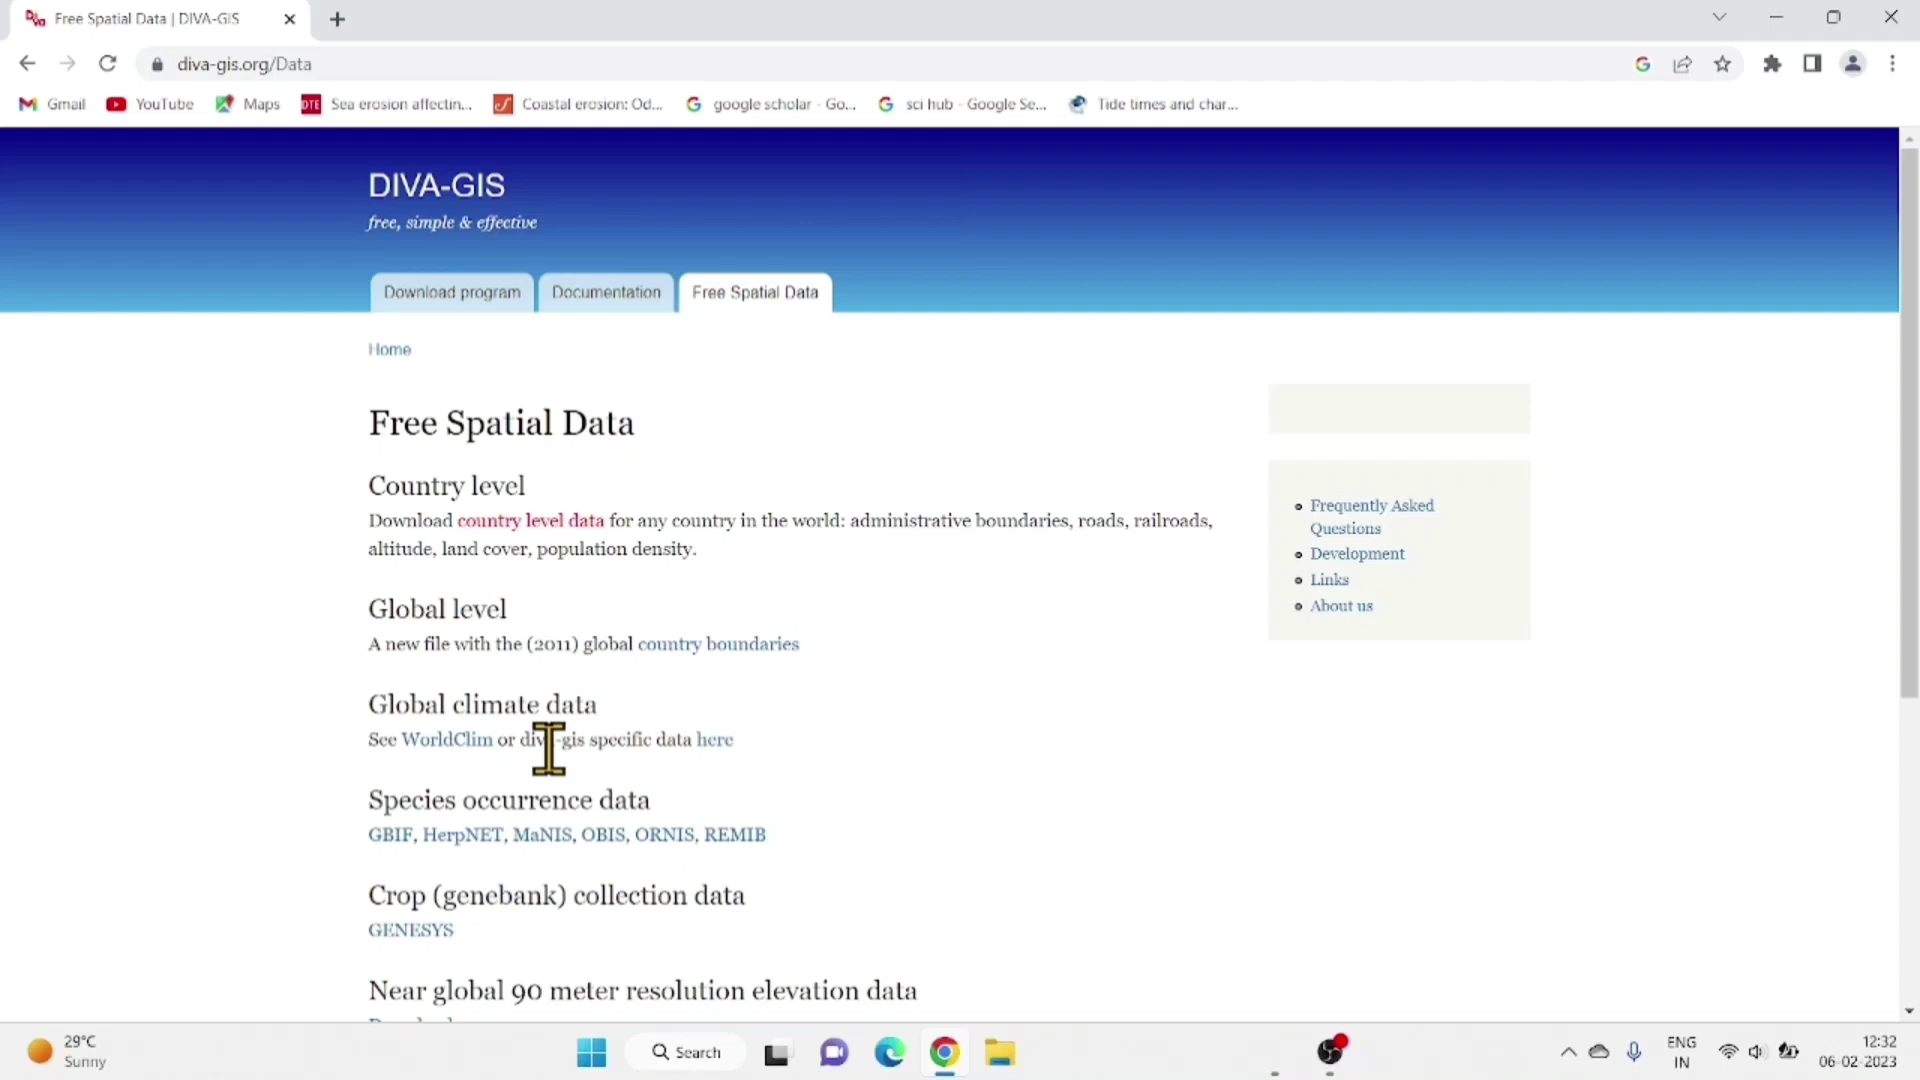 Free Spatial Data | DIVA-GIS
diva-gis.org/Data
Gmail YouTube Maps Sea erosion affectin... Coastal erosion: Od... google scholar - Go... sci hub - Google Se... Tide times and char...
DIVA-GIS
free, simple & effective
Download program Documentation Free Spatial Data
Home
Free Spatial Data
Country level
Download country level data for any country in the world: administrative boundaries, roads, railroads,
altitude, land cover, population density.
Global level
A new file with the (2011) global country boundaries
Global climate data
See WorldClim or diva-gis specific data here
Species occurrence data
GBIF, HerpNET, MaNIS, OBIS, ORNIS, REMIB
Crop (genebank) collection data
GENESYS
Near global 90 meter resolution elevation data
Frequently Asked
Questions
Development
Links
About us
29°C
Sunny
Search
ENG
IN
12:32
06-02-2023